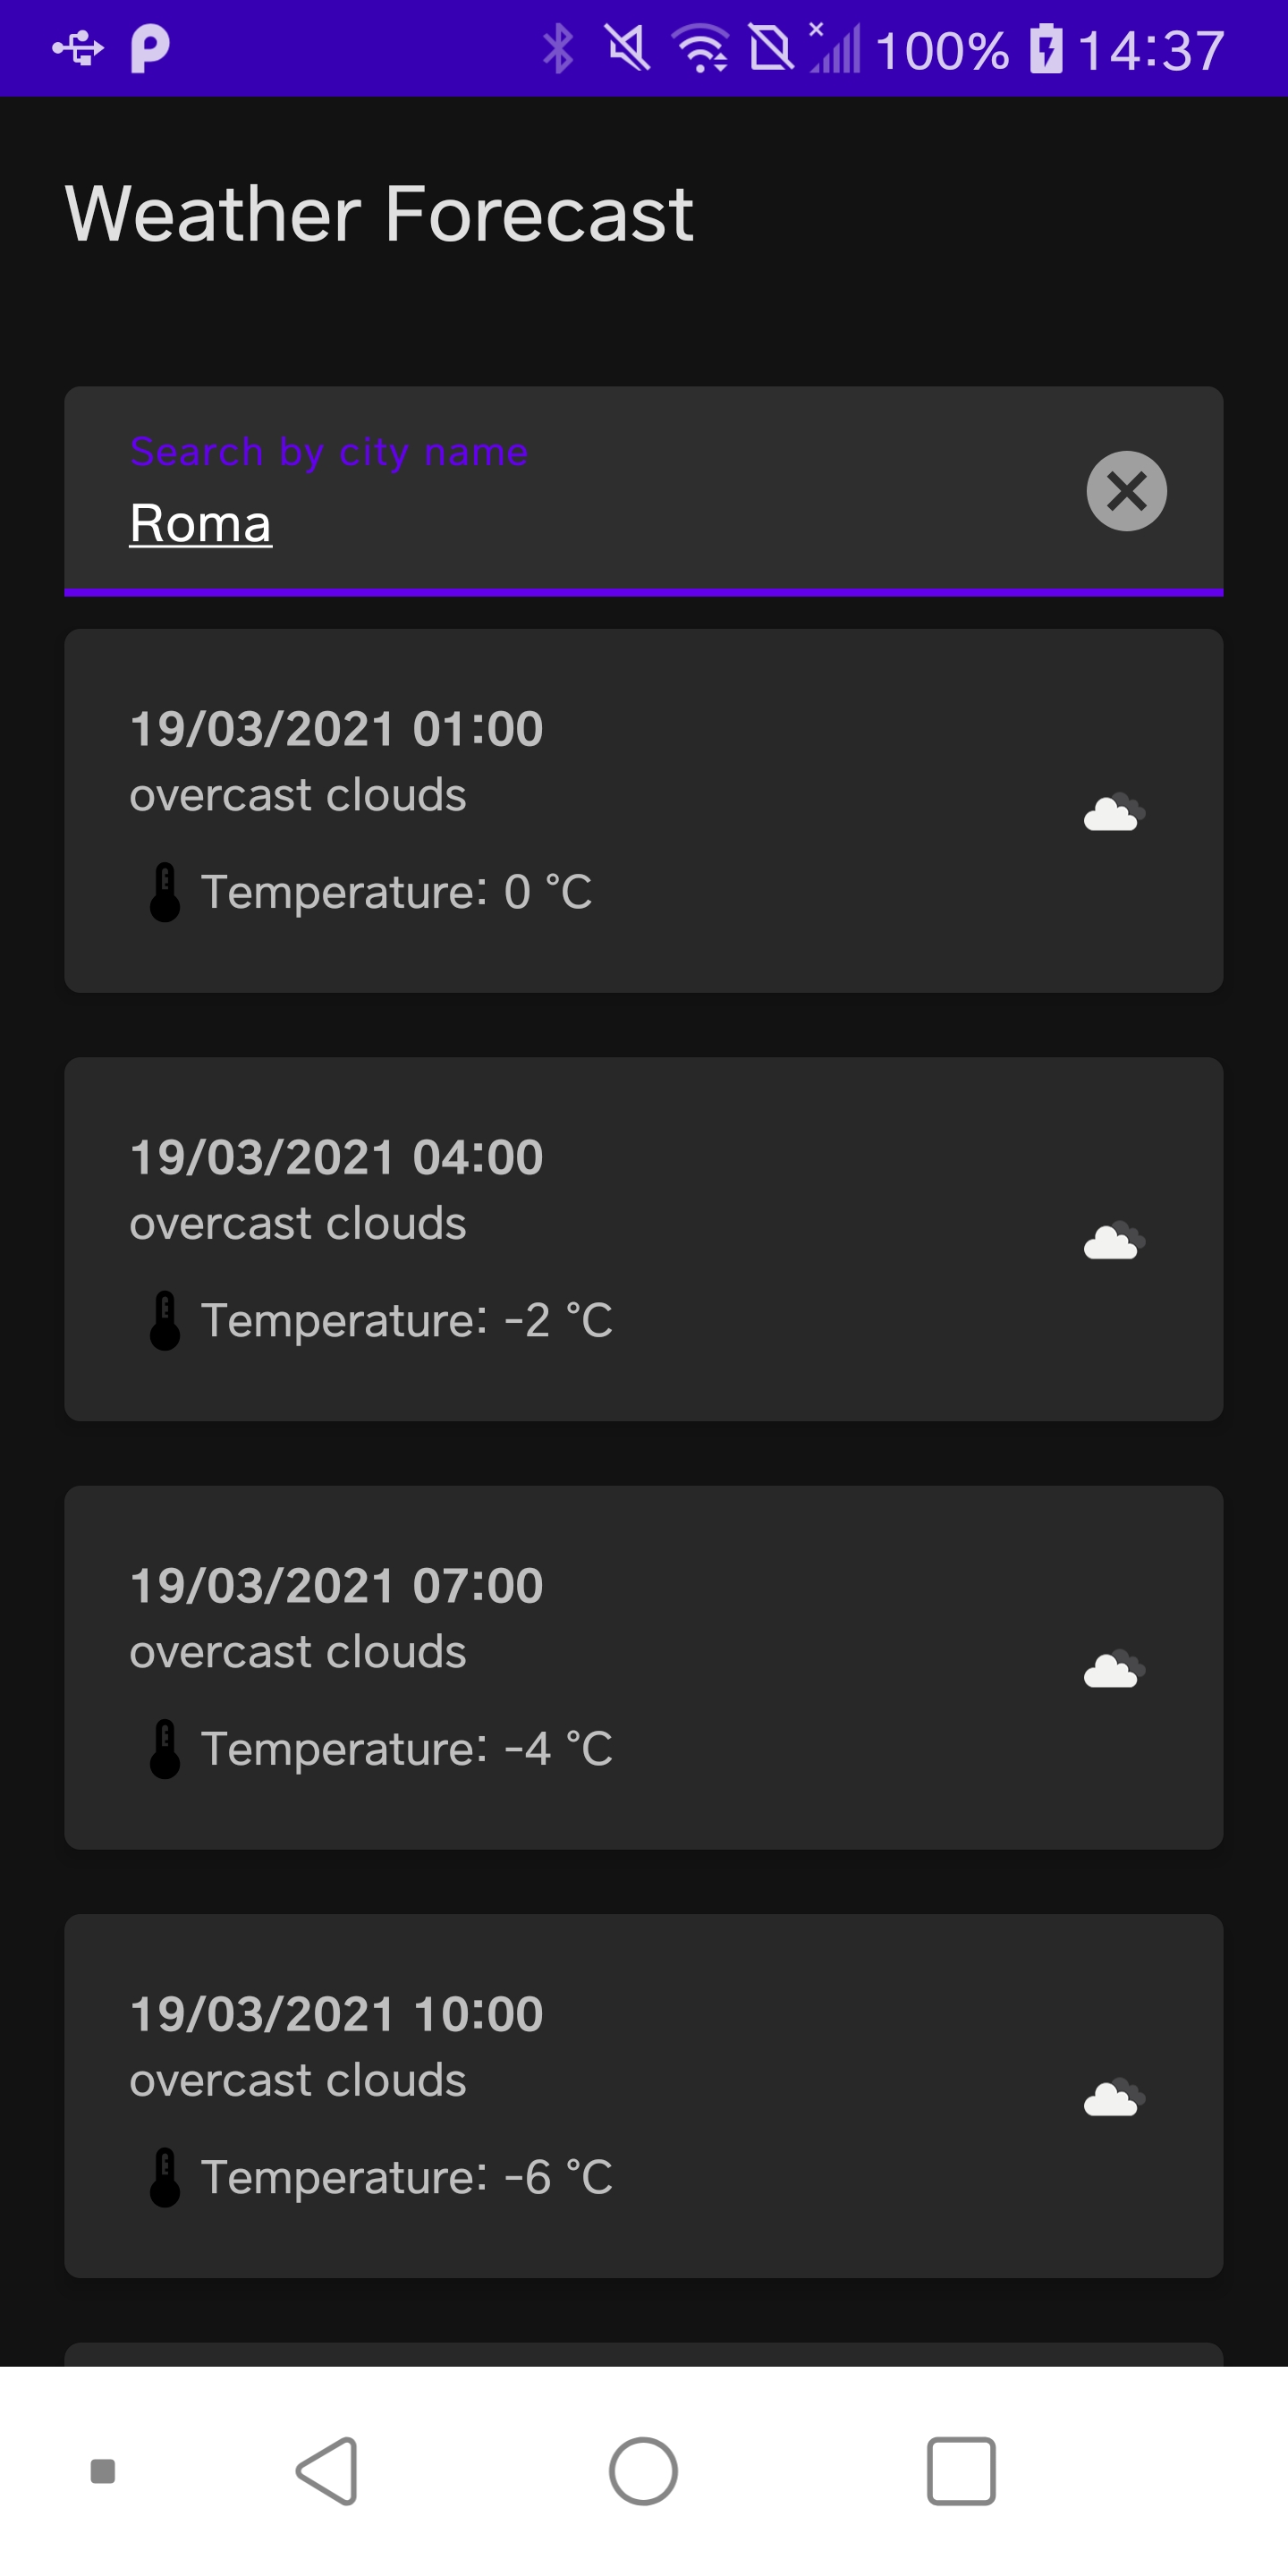 100% 14:37
Weather Forecast
Search by city name
Roma
19/03/2021 01:00
overcast clouds
Temperature: 0 °C
19/03/2021 04:00
overcast clouds
Temperature: -2 °C
19/03/2021 07:00
overcast clouds
Temperature: -4 °C
19/03/2021 10:00
overcast clouds
Temperature: -6 °C